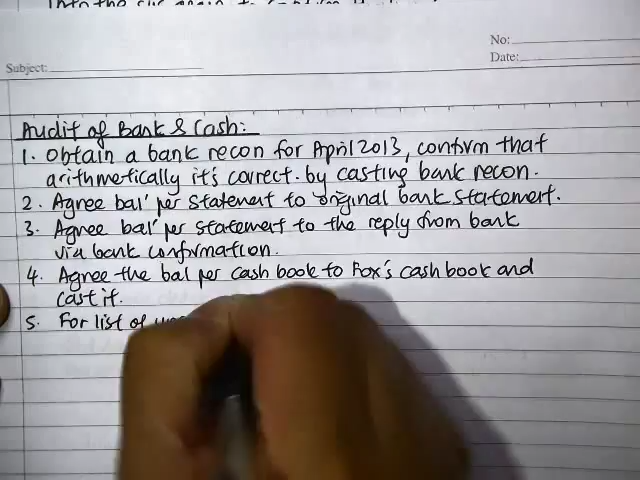 into the
No:
Date:
Subject:
Audit of Bank & Cash:
1. Obtain a bank recon for April 2013, confirm that
arithmetically it's correct. by casting bank recon.
2. Agree bal' per statement to original bank statement.
3. Agree bal' per statement to the reply from bank
via bank confirmation.
4. Agree the bal per cash book to Fox's cash book and
cast it.
5. For list of